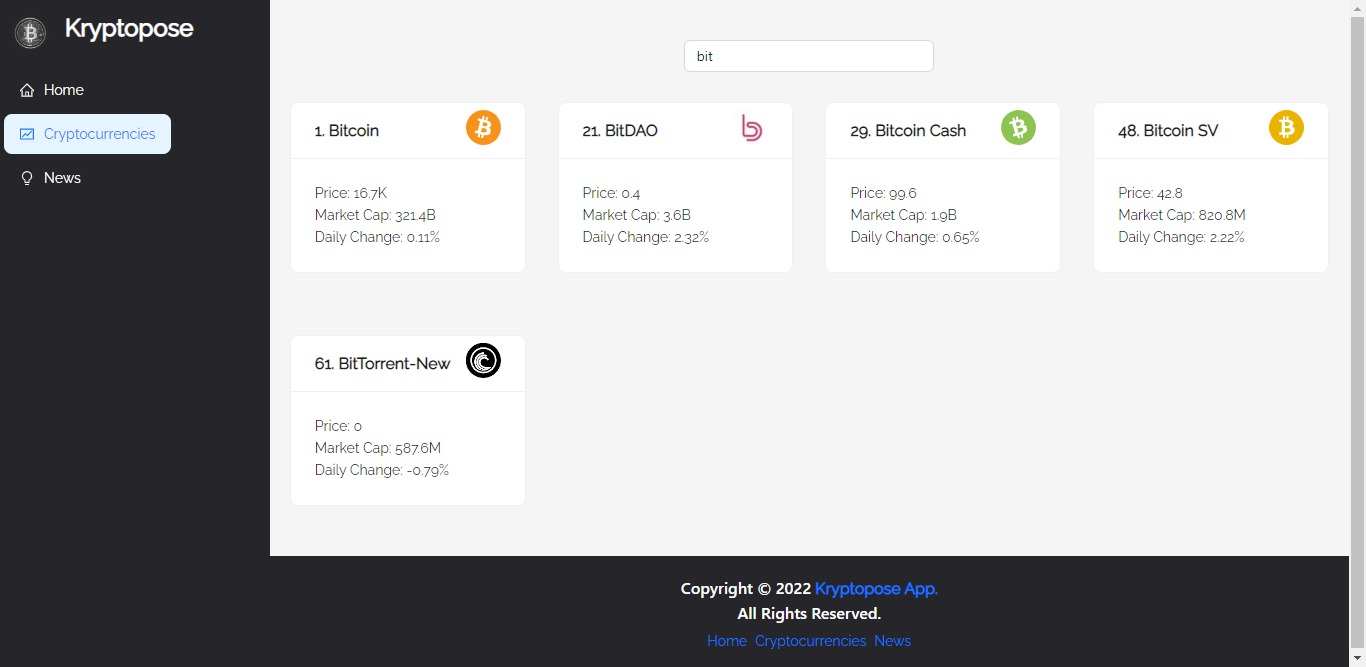 Kryptopose
Home
Cryptocurrencies
News
bit
1. Bitcoin
Price: 16.7K
Market Cap: 321.4B
Daily Change: 0.11%
21. BitDAO
Price: 0.4
Market Cap: 3.6B
Daily Change: 2.32%
29. Bitcoin Cash
Price: 99.6
Market Cap: 1.9B
Daily Change: 0.65%
48. Bitcoin SV
Price: 42.8
Market Cap: 820.8M
Daily Change: 2.22%
61. BitTorrent-New
Price: 0
Market Cap: 587.6M
Daily Change: -0.79%
Copyright © 2022 Kryptopose App.
All Rights Reserved.
Home Cryptocurrencies News